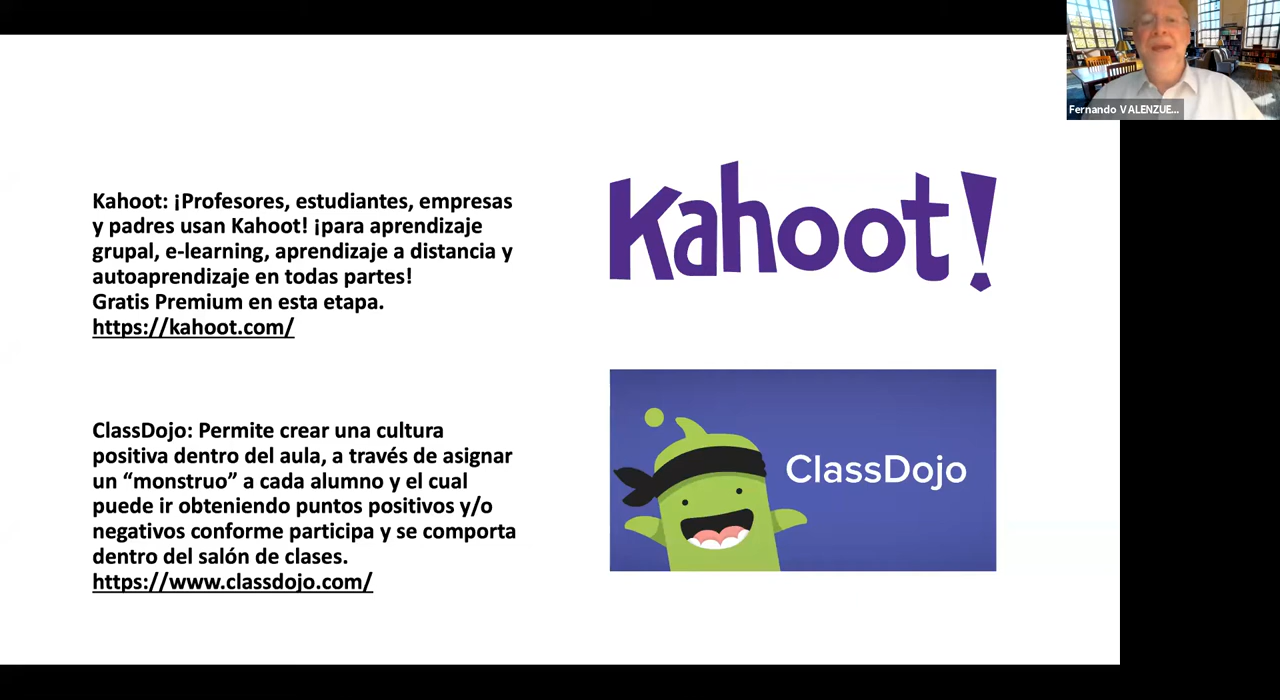 Fernando VALENZUE...
Kahoot: ¡Profesores, estudiantes, empresas
y padres usan Kahoot! ¡para aprendizaje
grupal, e-learning, aprendizaje a distancia y
autoaprendizaje en todas partes!
Gratis Premium en esta etapa.
https://kahoot.com/
Kahoot!
ClassDojo: Permite crear una cultura
positiva dentro del aula, a través de asignar
un “monstruo” a cada alumno y el cual
puede ir obteniendo puntos positivos y/o
negativos conforme participa y se comporta
dentro del salón de clases.
https://www.classdojo.com/
ClassDojo